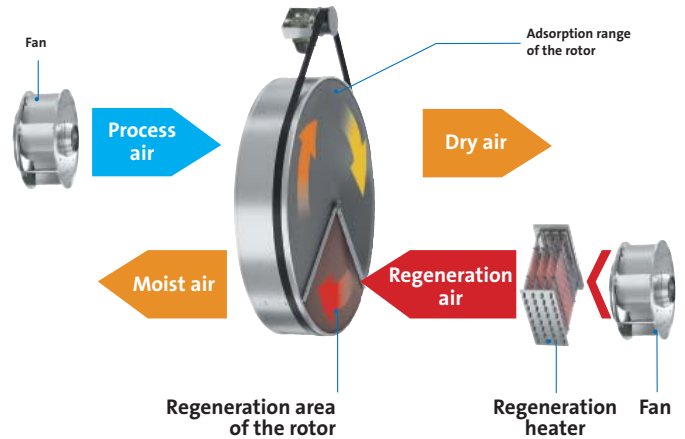 Fan
Adsorption range
of the rotor
Process
air
Dry air
Moist air
Regeneration
air
Regeneration area
of the rotor
Regeneration
heater
Fan